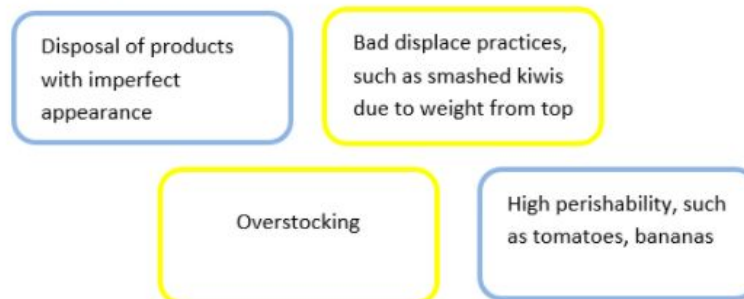 Disposal of products
with imperfect
appearance
Bad displace practices,
such as smashed kiwis
due to weight from top
Overstocking
High perishability, such
as tomatoes, bananas